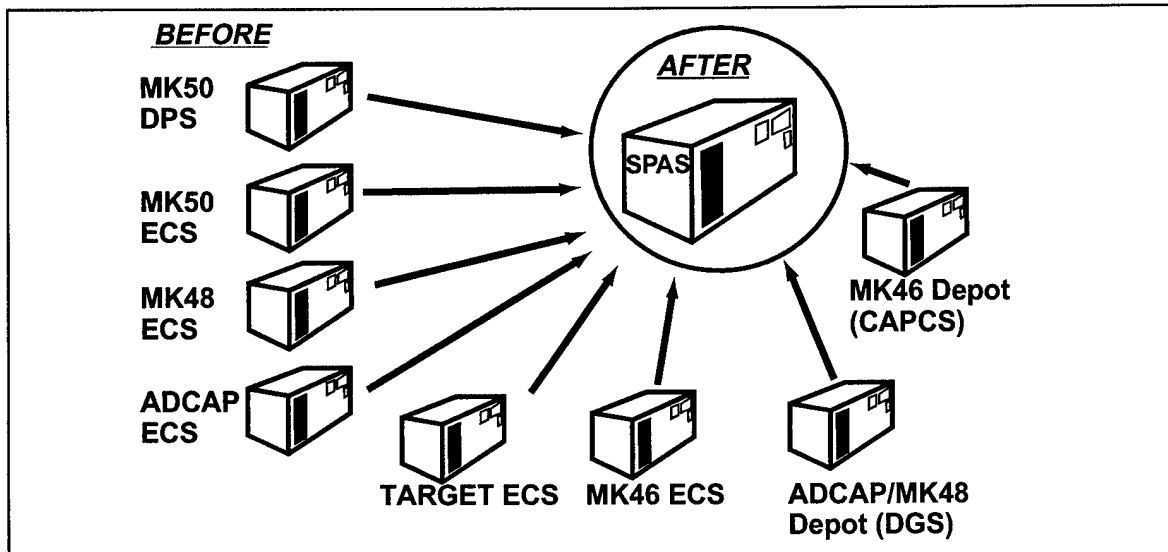 BEFORE
MK50
DPS
MK50
ECS
MK48
ECS
ADCAP
ECS
TARGET ECS
MK46 ECS
ADCAP/MK48
Depot (DGS)
MK46 Depot
(CAPCS)
AFTER
SPAS